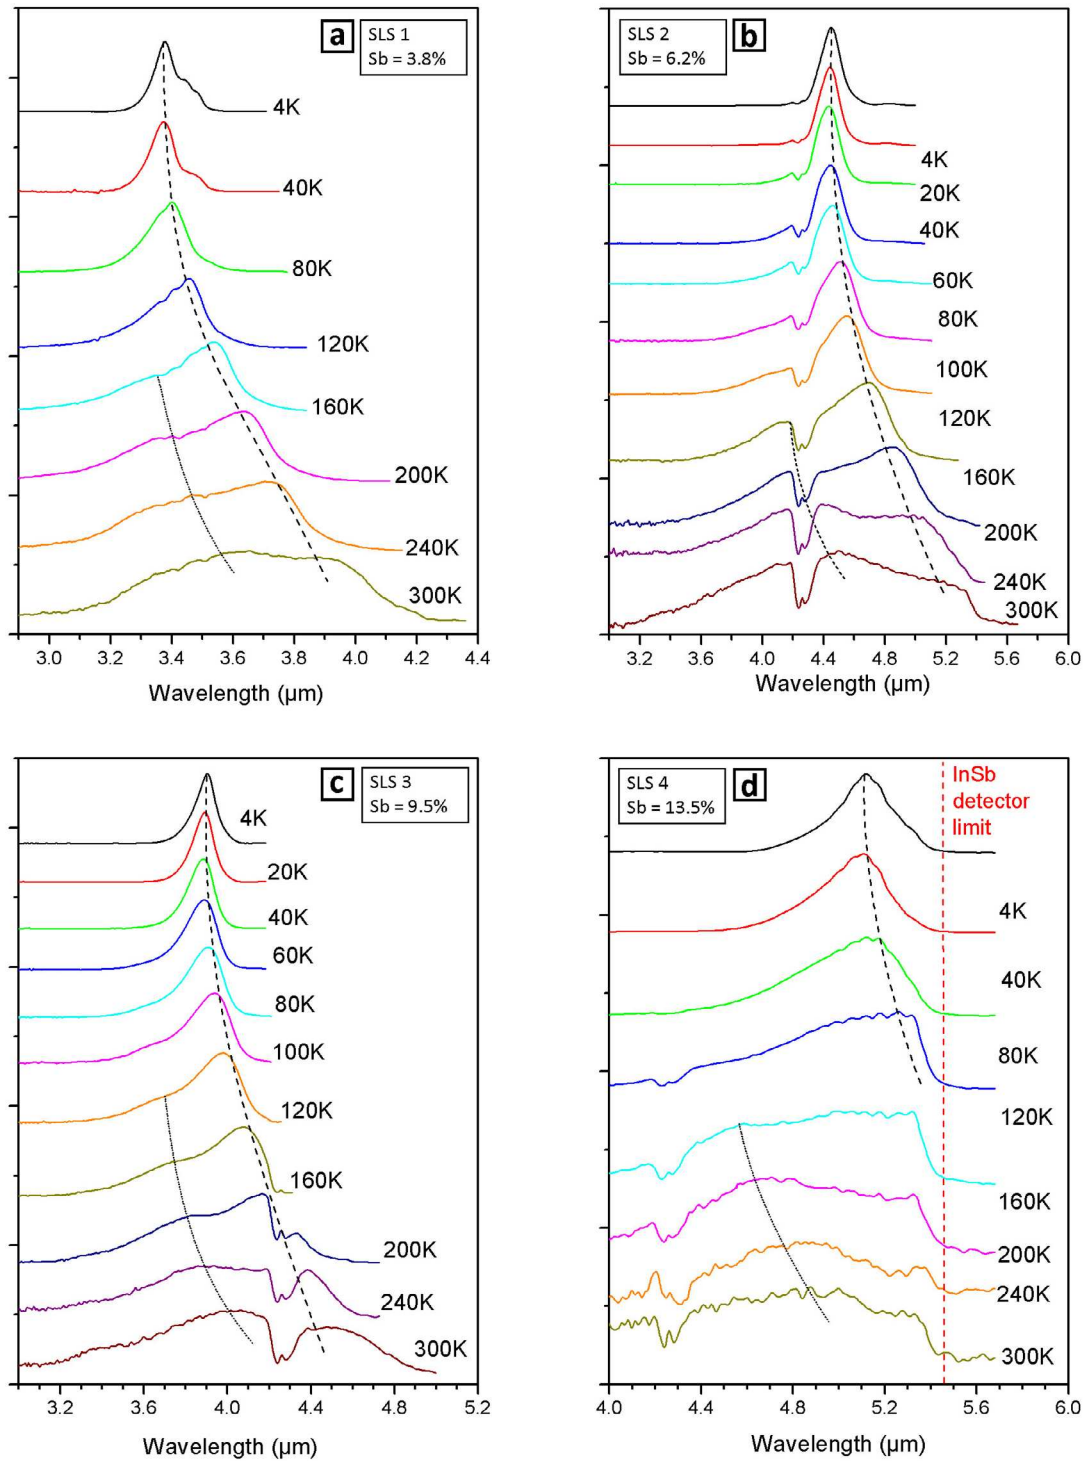 a
SLS 1
Sb = 3.8%
4K
40K
80K
120K
160K
200K
240K
300K
3.0 3.2 3.4 3.6 3.8 4.0 4.2 4.4
Wavelength (µm)
SLS 2
Sb = 6.2%
b
4K
20K
40K
60K
80K
100K
120K
160K
200K
240K
300K
3.2 3.6 4.0 4.4 4.8 5.2 5.6 6.0
Wavelength (µm)
c
SLS 3
Sb = 9.5%
4K
20K
40K
60K
80K
100K
120K
160K
200K
240K
300K
3.2 3.6 4.0 4.4 4.8 5.2
Wavelength (µm)
SLS 4
Sb = 13.5%
d
InSb
detector
limit
4K
40K
80K
120K
160K
200K
240K
300K
4.0 4.4 4.8 5.2 5.6 6.0
Wavelength (µm)